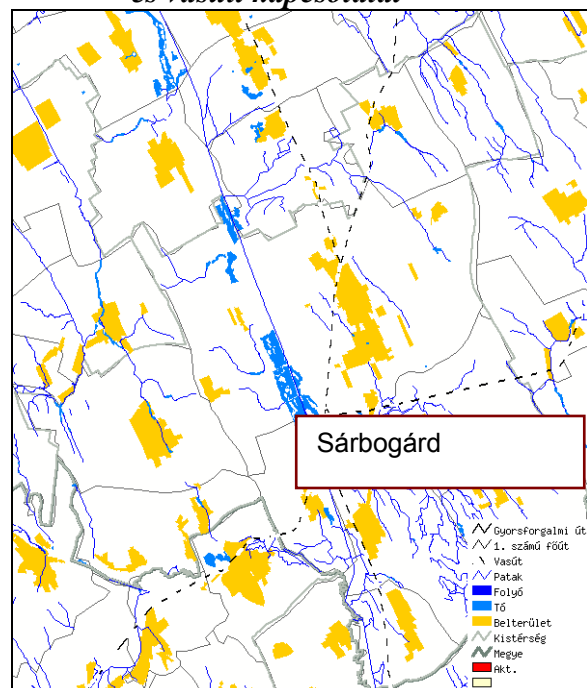 és vasúti kapcsolatai
Sárbogárd
Gyorsforgalmi út
1. számú főút
Vasút
Patak
Folyó
Tó
Belterület
Kistérség
Megye
Akt.